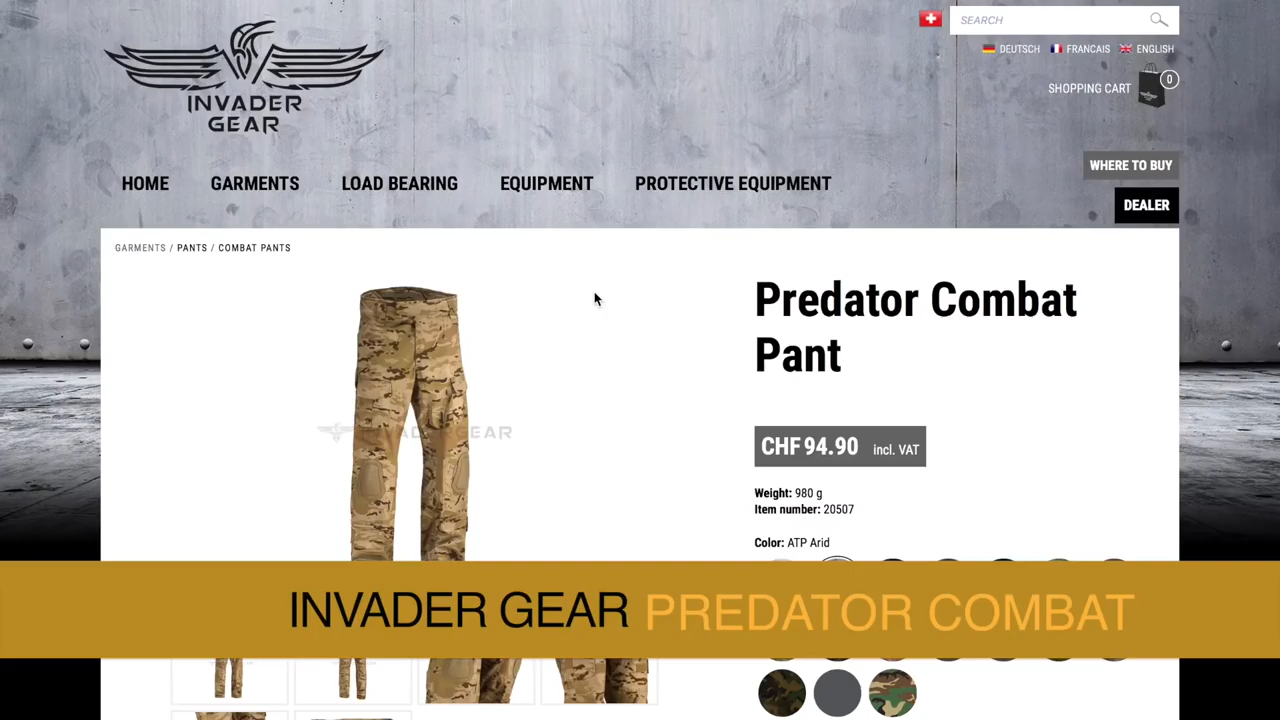 INVADER
GEAR
SEARCH
DEUTSCH FRANCAIS ENGLISH
SHOPPING CART 0
HOME GARMENTS LOAD BEARING EQUIPMENT PROTECTIVE EQUIPMENT
WHERE TO BUY
DEALER
GARMENTS / PANTS / COMBAT PANTS
Predator Combat
Pant
INVADER GEAR
CHF 94.90 incl. VAT
Weight: 980 g
Item number: 20507
Color: ATP Arid
INVADER GEAR PREDATOR COMBAT